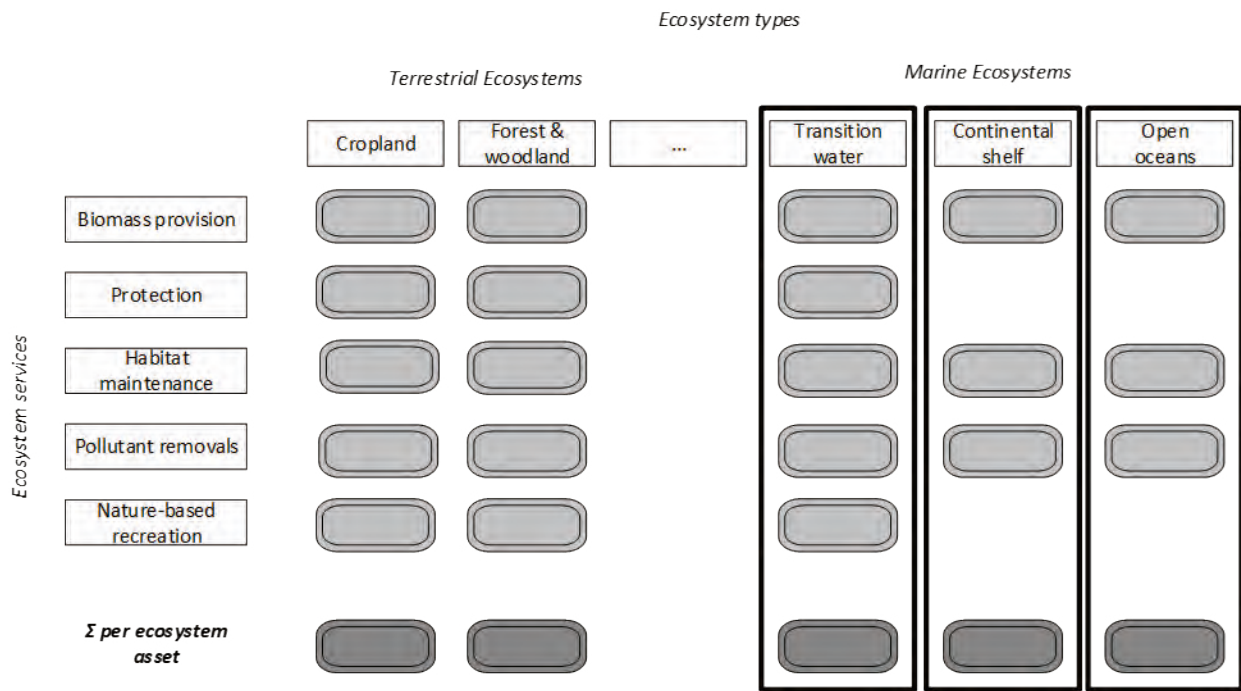 Ecosystem types
Terrestrial Ecosystems
Marine Ecosystems
Cropland
Forest &
woodland
...
Transition
water
Continental
shelf
Open
oceans
Ecosystem services
Biomass provision
Protection
Habitat
maintenance
Pollutant removals
Nature-based
recreation
Σ per ecosystem
asset